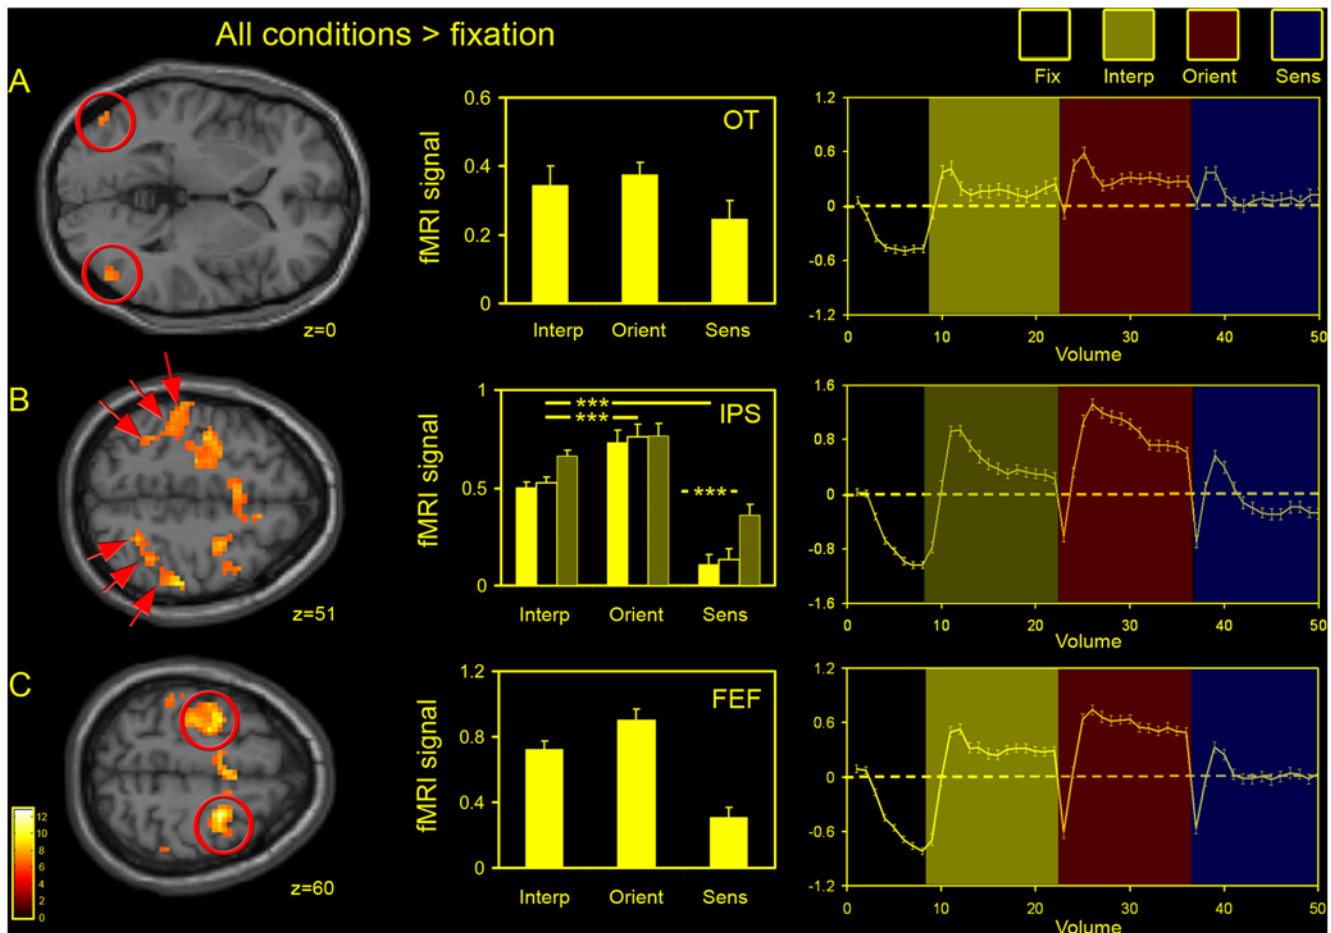 All conditions > fixation
Fix Interp Orient Sens
A
z=0
fMRI signal
0.6
0.4
0.2
0
OT
Interp Orient Sens
1.2
0.6
0
-0.6
-1.2
0 10 20 30 40 50
Volume
B
z=51
fMRI signal
1
0.5
0
IPS
***
***
***
Interp Orient Sens
1.6
0.8
0
-0.8
-1.6
0 10 20 30 40 50
Volume
C
12
10
8
6
4
2
0
z=60
fMRI signal
1.2
0.8
0.4
0
FEF
Interp Orient Sens
1.2
0.6
0
-0.6
-1.2
0 10 20 30 40 50
Volume